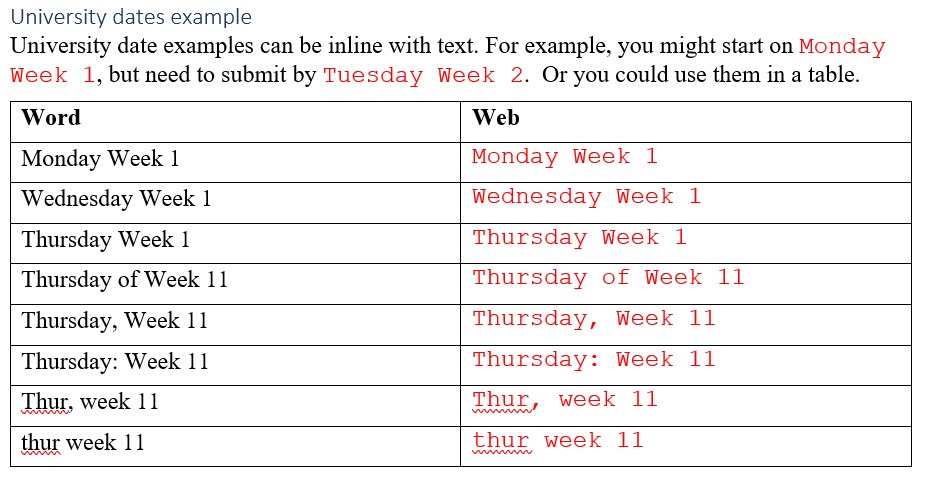 University dates example
University date examples can be inline with text. For example, you might start on Monday
Week 1, but need to submit by Tuesday Week 2. Or you could use them in a table.
Word Web
Monday Week 1 Monday Week 1
Wednesday Week 1 Wednesday Week 1
Thursday Week 1 Thursday Week 1
Thursday of Week 11 Thursday of Week 11
Thursday, Week 11 Thursday, Week 11
Thursday: Week 11 Thursday: Week 11
Thur, week 11 Thur, week 11
thur week 11 thur week 11